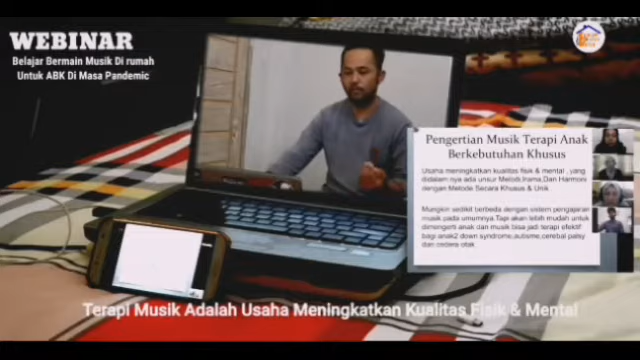 WEBINAR
Belajar Bermain Musik Di rumah
Untuk ABK Di Masa Pandemic
Pengertian Musik Terapi Anak
Berkebutuhan Khusus
Usaha meningkatkan kualitas fisik & mental , yang
didalam nya ada unsur Melodi,Irama,Dan Harmoni
dengan Metode Secara Khusus & Unik
Mungkin sedikit berbeda dengan sistem pengajaran
musik pada umumnya.Tapi akan lebih mudah untuk
dimengerti anak dan musik bisa jadi terapi efektif
bagi anak2 down syndrome,autisme,cerebal palsy
dan cedera otak
Terapi Musik Adalah Usaha Meningkatkan Kualitas Fisik & Mental